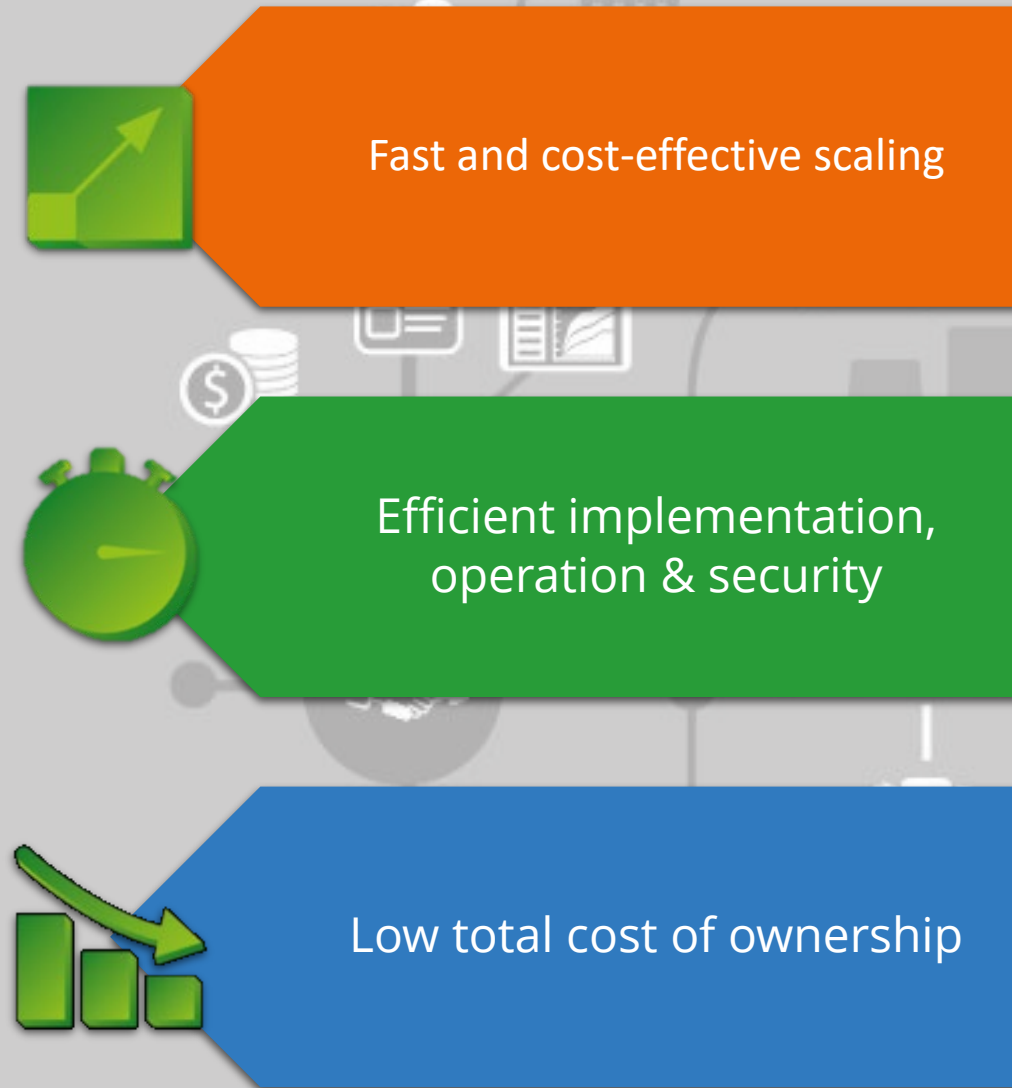 Fast and cost-effective scaling
Efficient implementation,
operation & security
Low total cost of ownership